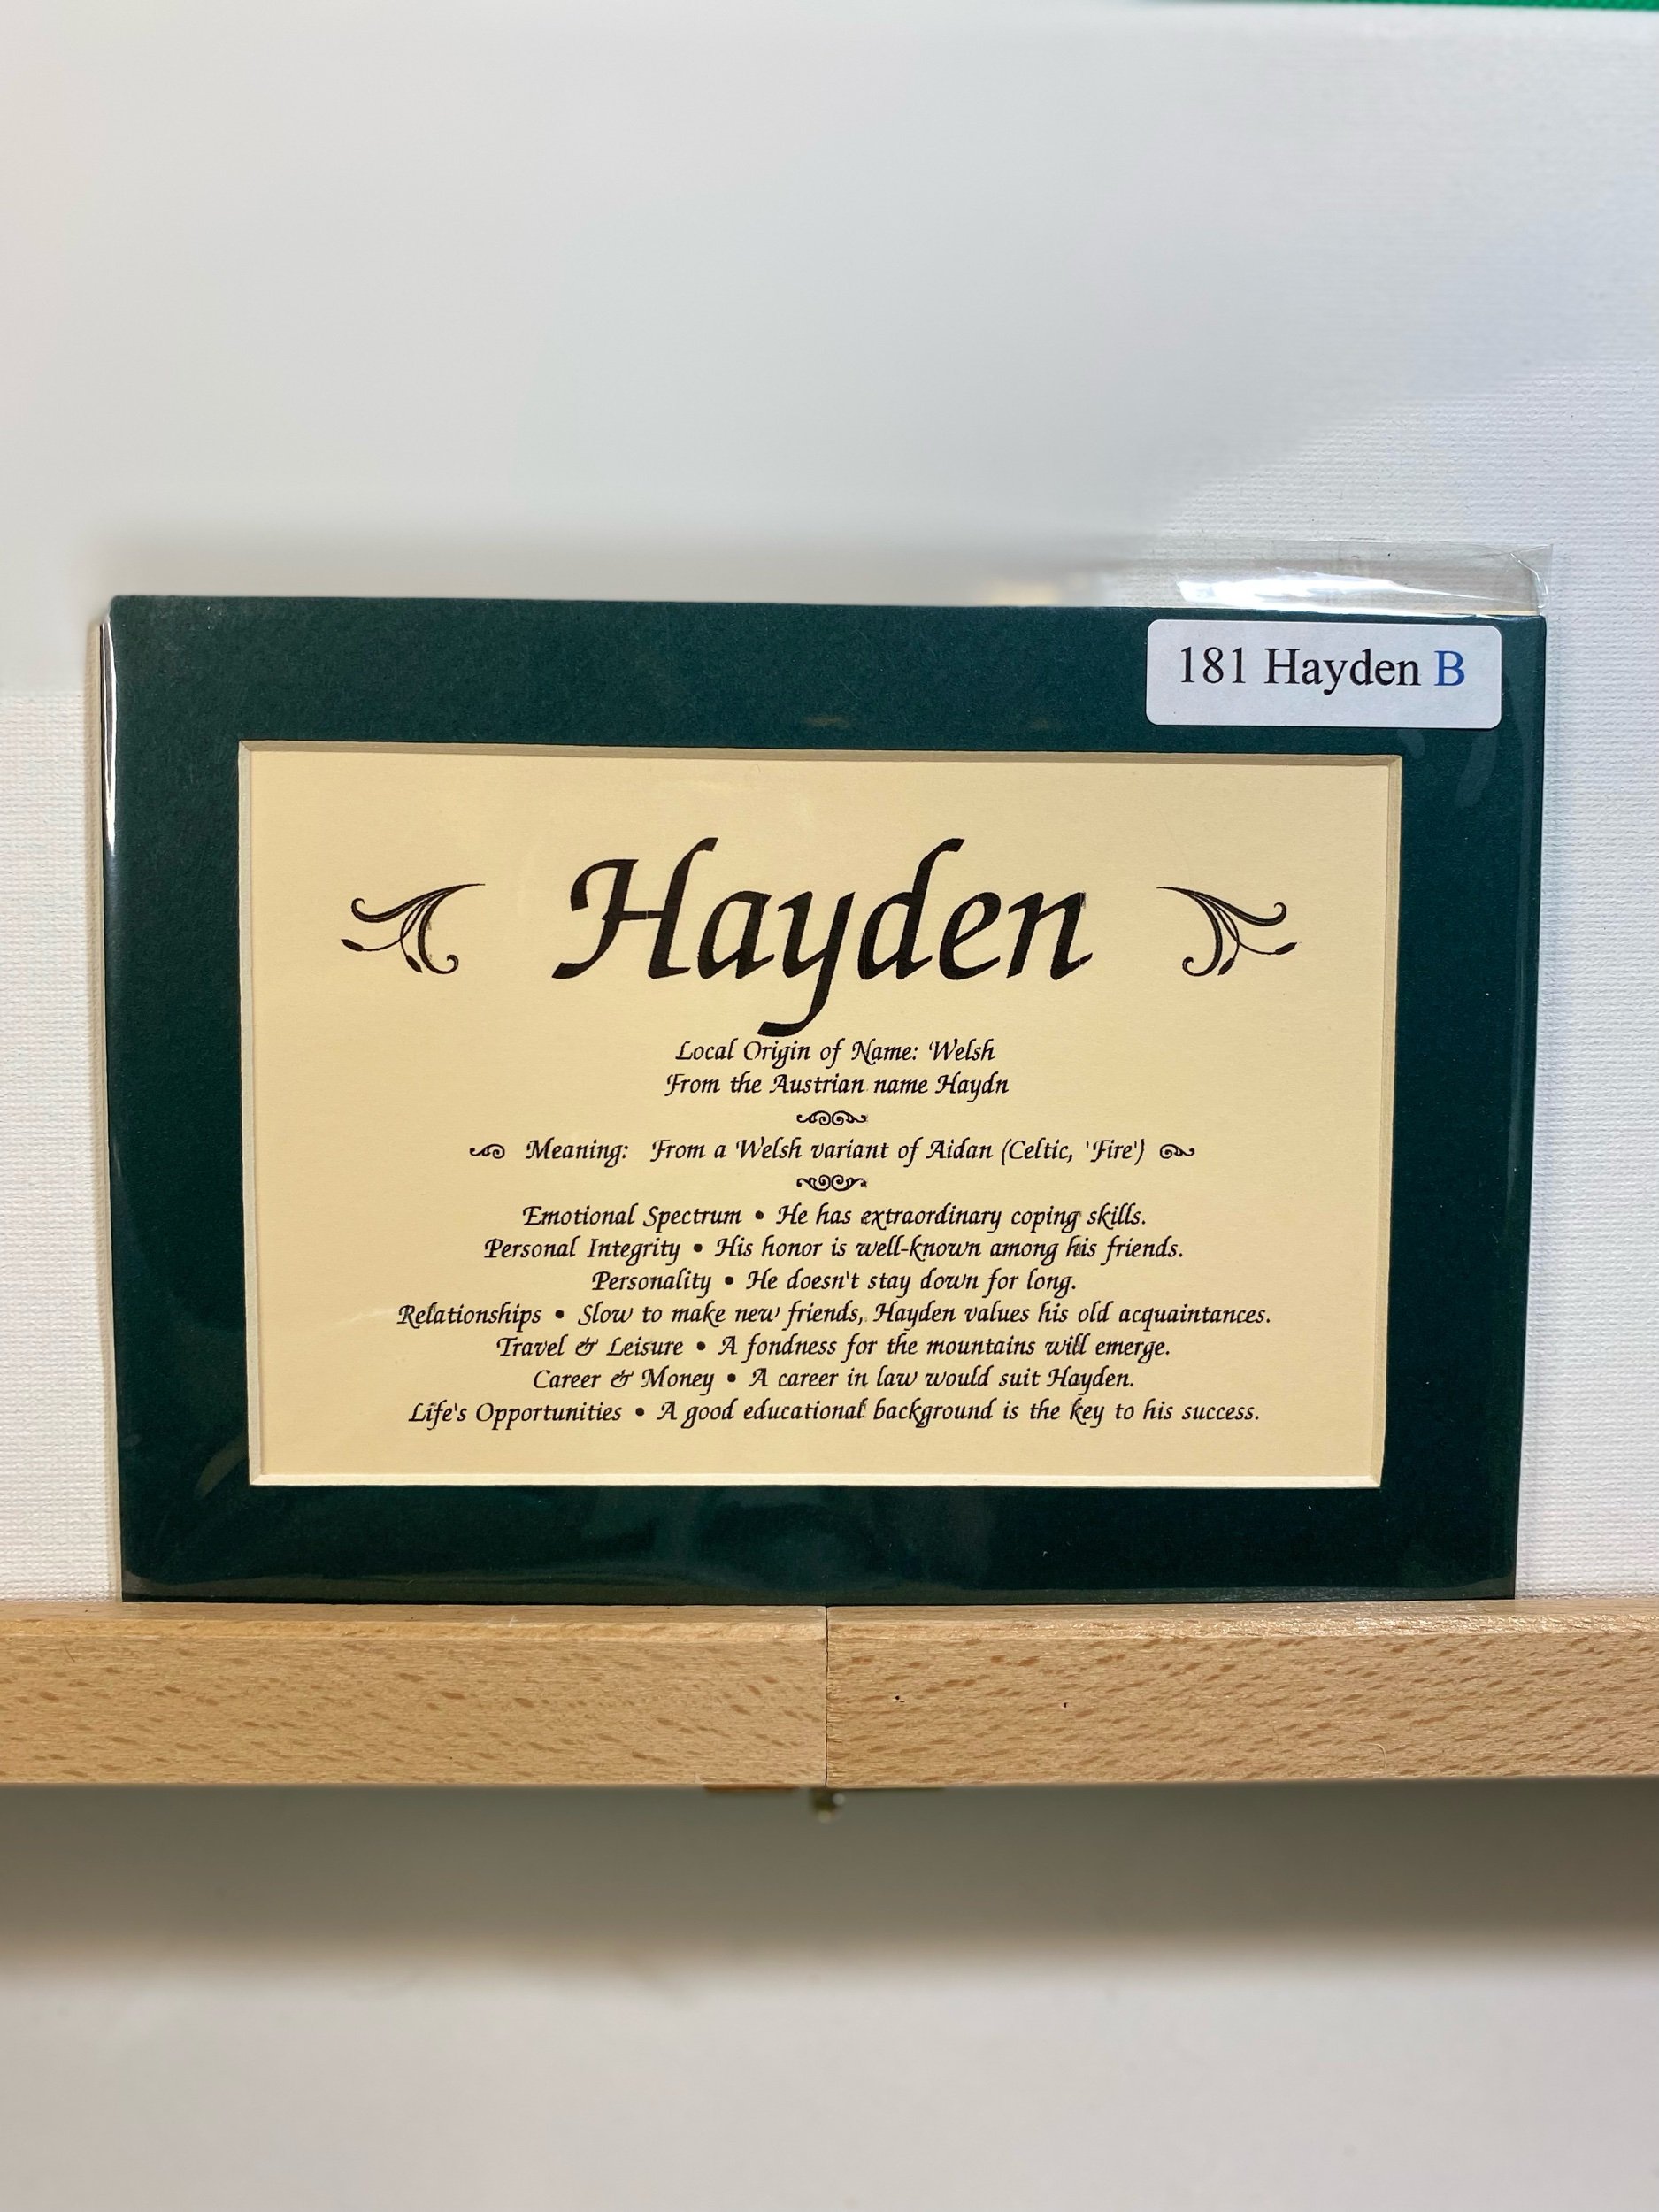 181 Hayden B
Hayden
Local Origin of Name: Welsh
From the Austrian name Haydn
Meaning: From a Welsh variant of Aidan (Celtic, 'Fire')
Emotional Spectrum • He has extraordinary coping skills.
Personal Integrity • His honor is well-known among his friends.
Personality • He doesn't stay down for long.
Relationships • Slow to make new friends, Hayden values his old acquaintances.
Travel & Leisure • A fondness for the mountains will emerge.
Career & Money • A career in law would suit Hayden.
Life's Opportunities • A good educational background is the key to his success.